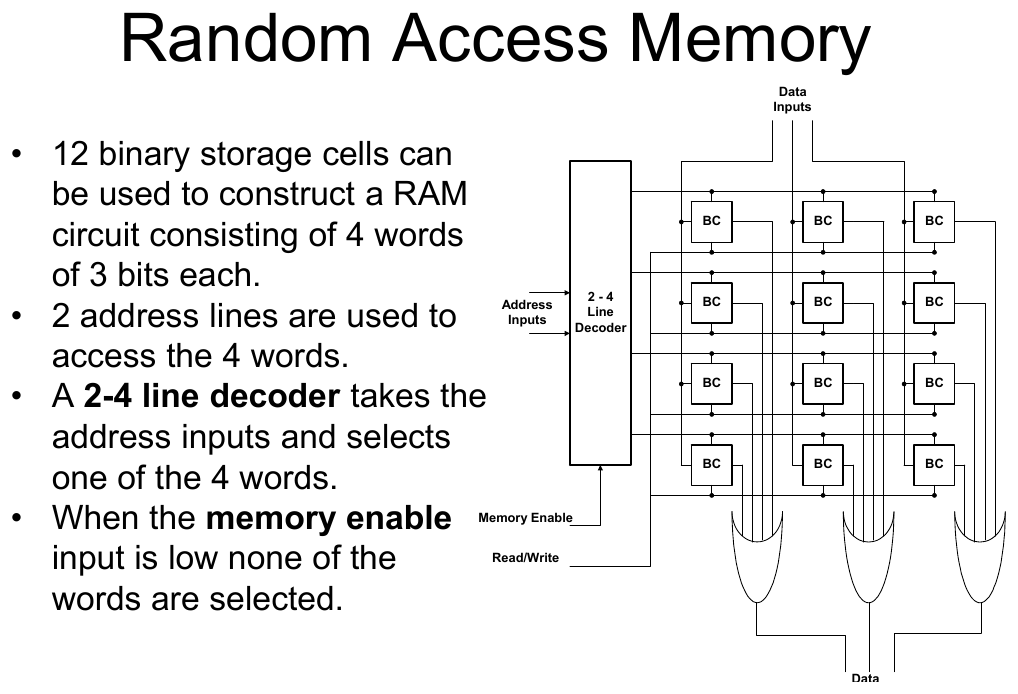 Random Access Memory
• 12 binary storage cells can
be used to construct a RAM
circuit consisting of 4 words
of 3 bits each.
• 2 address lines are used to
access the 4 words.
• A 2-4 line decoder takes the
address inputs and selects
one of the 4 words.
• When the memory enable
input is low none of the
words are selected.
Data
Inputs
BC BC BC
BC BC BC
BC BC BC
BC BC BC
Address
Inputs
2 - 4
Line
Decoder
Memory Enable
Read/Write
Data